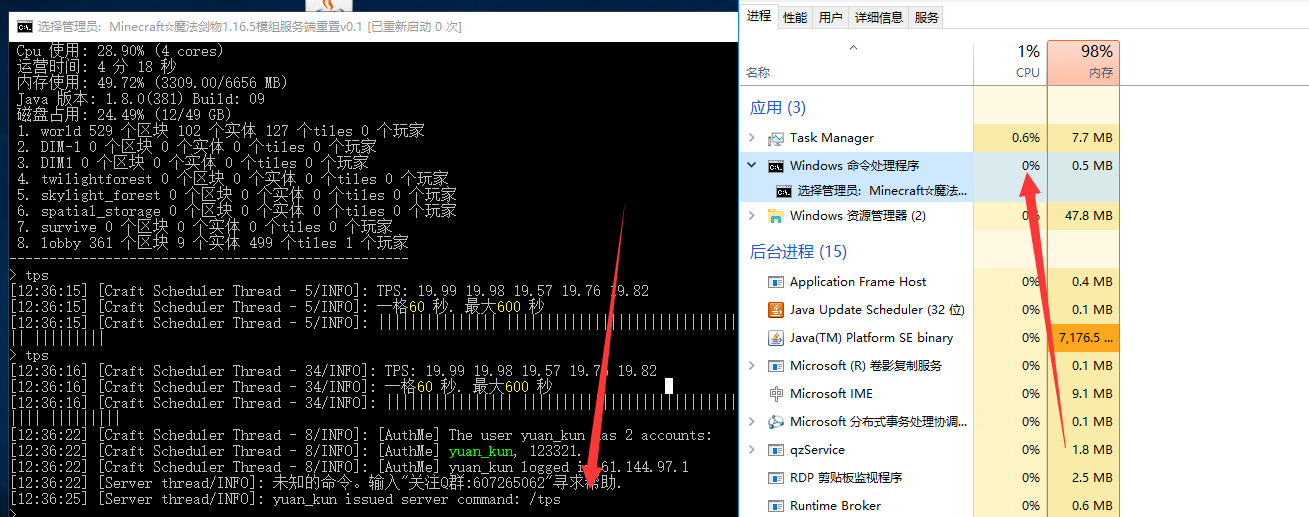 选择管理员: Minecraft☆魔法剑物1.16.5模组服务端重置v0.1 [已重新启动 0 次]
Cpu 使用: 28.90% (4 cores)
运营时间: 4 分 18 秒
内存使用: 49.72% (3309.00/6656 MB)
Java 版本: 1.8.0(381) Build: 09
磁盘占用: 24.49% (12/49 GB)
1. world 529 个区块 102 个实体 127 个tiles 0 个玩家
2. DIM-1 0 个区块 0 个实体 0 个tiles 0 个玩家
3. DIM1 0 个区块 0 个实体 0 个tiles 0 个玩家
4. twilightforest 0 个区块 0 个实体 0 个tiles 0 个玩家
5. skylight_forest 0 个区块 0 个实体 0 个tiles 0 个玩家
6. spatial_storage 0 个区块 0 个实体 0 个tiles 0 个玩家
7. survive 0 个区块 0 个实体 0 个tiles 0 个玩家
8. lobby 361 个区块 9 个实体 499 个tiles 1 个玩家
-------------------------------------------------
> tps
[12:36:15] [Craft Scheduler Thread - 5/INFO]: TPS: 19.99 19.98 19.57 19.76 19.82
[12:36:15] [Craft Scheduler Thread - 5/INFO]: 一格60 秒. 最大600 秒
[12:36:15] [Craft Scheduler Thread - 5/INFO]: ||||||||||||||| ||||||||||||||||||||||||||||
|| |||||||||
> tps
[12:36:16] [Craft Scheduler Thread - 34/INFO]: TPS: 19.99 19.98 19.57 19.76 19.82
[12:36:16] [Craft Scheduler Thread - 34/INFO]: 一格60 秒. 最大600 秒
[12:36:16] [Craft Scheduler Thread - 34/INFO]: ||||||||||||||| |||||||||||||||||||||||||||
||| ||||||||||
[12:36:22] [Craft Scheduler Thread - 8/INFO]: [AuthMe] The user yuan_kun has 2 accounts:
[12:36:22] [Craft Scheduler Thread - 8/INFO]: [AuthMe] yuan_kun, 123321.
[12:36:22] [Craft Scheduler Thread - 8/INFO]: [AuthMe] yuan_kun logged in 61.144.97.1
[12:36:22] [Server thread/INFO]: 未知的命令。输入"关注Q群:607265062"寻求帮助.
[12:36:25] [Server thread/INFO]: yuan_kun issued server command: /tps
>
进程 性能 用户 详细信息 服务
1% 98%
名称 CPU 内存
应用 (3)
Task Manager 0.6% 7.7 MB
Windows 命令处理程序 0% 0.5 MB
选择管理员: Minecraft☆魔法...
Windows 资源管理器 (2) 0% 47.8 MB
后台进程 (15)
Application Frame Host 0% 0.4 MB
Java Update Scheduler (32 位) 0% 0.1 MB
Java(TM) Platform SE binary 0% 7,176.5 ...
Microsoft (R) 卷影复制服务 0% 0.1 MB
Microsoft IME 0% 9.1 MB
Microsoft 分布式事务处理协调... 0% 0.1 MB
qzService 0% 1.8 MB
RDP 剪贴板监视程序 0% 2.5 MB
Runtime Broker 0% 0.6 MB